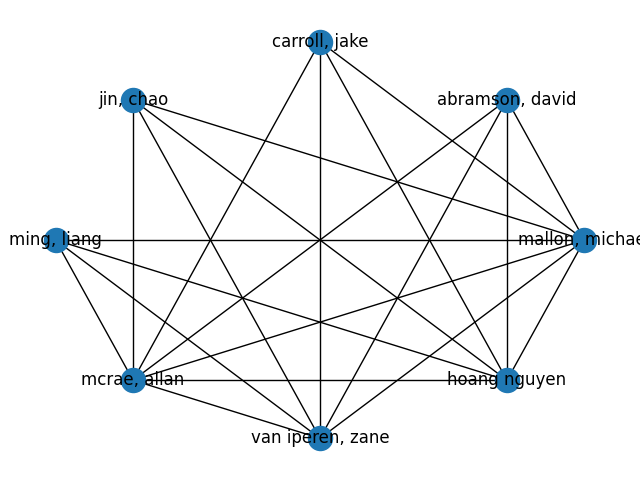 carroll, jake
jin, chao
abramson, david
ming, liang
mallon, michae
mcrae, allan
hoang nguyen
van iperen, zane